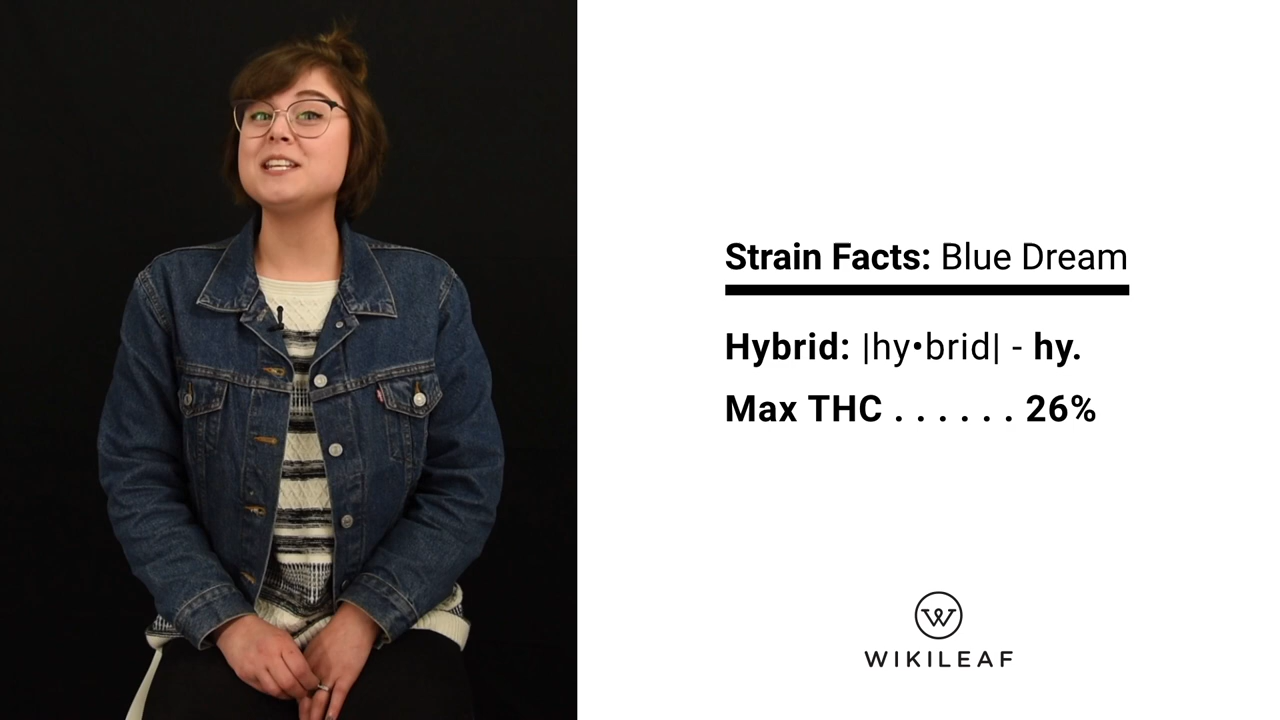 Strain Facts: Blue Dream
Hybrid: |hy•brid| - hy.
Max THC . . . . . . 26%
W
WIKILEAF